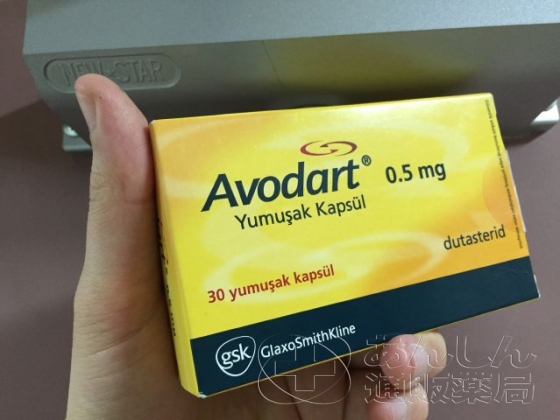 NEW-STAR
Avodart® 0.5 mg
Yumuşak Kapsül
dutasterid
30 yumuşak kapsül
gsk GlaxoSmithKline
あんしん
通販薬局